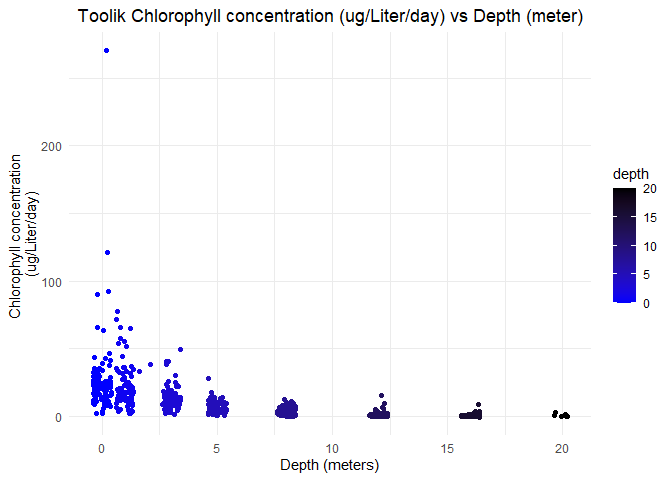 Toolik Chlorophyll concentration (ug/Liter/day) vs Depth (meter)
Chlorophyll concentration
(ug/Liter/day)
200
100
0
0
5
10
15
20
Depth (meters)
depth
20
15
10
5
0